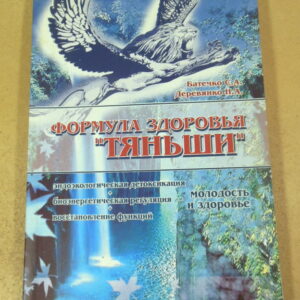 Батечко С.А.
Деревянко И.А.
ФОРМУЛА ЗДОРОВЬЯ
"ТЯНЬШИ"
эндоэкологическая детоксикация
биоэнергетическая регуляция
восстановление функций
молодость
и здоровье